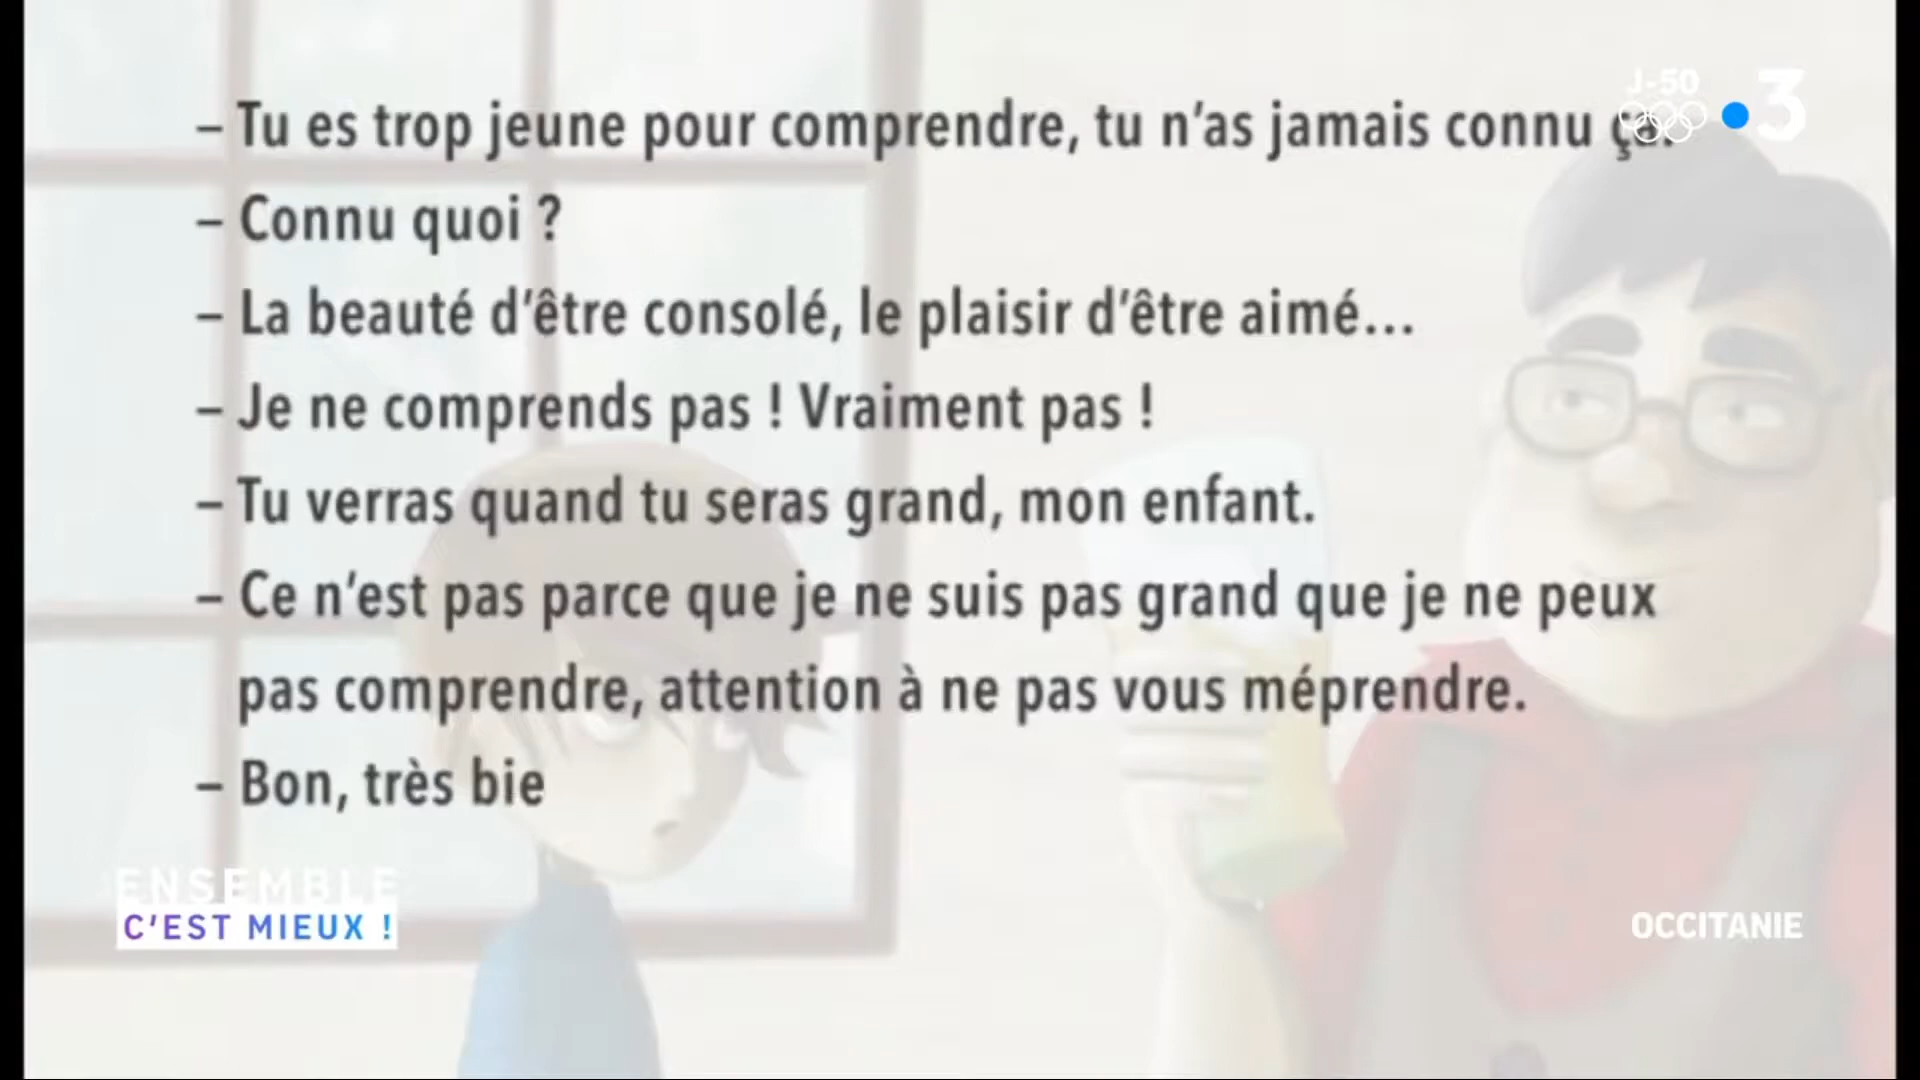 J-50
3
– Tu es trop jeune pour comprendre, tu n'as jamais connu ça.
– Connu quoi ?
– La beauté d'être consolé, le plaisir d'être aimé...
– Je ne comprends pas ! Vraiment pas !
– Tu verras quand tu seras grand, mon enfant.
– Ce n'est pas parce que je ne suis pas grand que je ne peux
pas comprendre, attention à ne pas vous méprendre.
– Bon, très bie
ENSEMBLE
C'EST MIEUX !
OCCITANIE